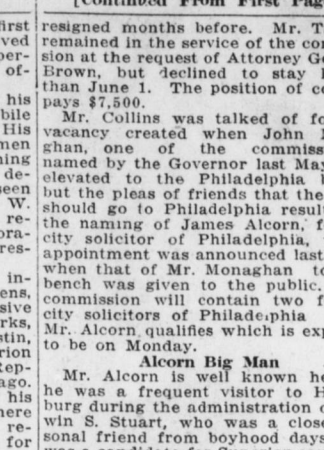 [Continued From First Pag
first
ved
per-
of-
his
bile
His
men
ning
de-
een
W.
re-
ora-
res-
in-
ens,
sive
rks,
stin,
rion
Rep-
ago.
his
here
re-
for
resigned months before. Mr. T
remained in the service of the com
sion at the request of Attorney Ge
Brown, but declined to stay l
than June 1. The position of co
pays $7,500.
Mr. Collins was talked of fo
vacancy created when John
ghan, one of the commiss
named by the Governor last May
elevated to the Philadelphia b
but the pleas of friends that the
should go to Philadelphia result
the naming of James Alcorn, f
city solicitor of Philadelphia,
appointment was announced last
when that of Mr. Monaghan to
bench was given to the public.
commission will contain two f
city solicitors of Philadelphia
Mr. Alcorn qualifies which is exp
to be on Monday.
Alcorn Big Man
Mr. Alcorn is well known he
he was a frequent visitor to H
burg during the administration o
win S. Stuart, who was a close
sonal friend from boyhood days